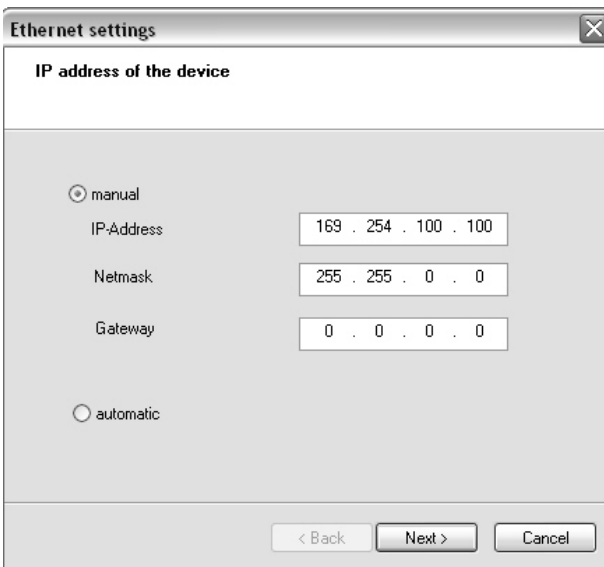 Ethernet settings
IP address of the device
manual
IP-Address 169 . 254 . 100 . 100
Netmask 255 . 255 . 0 . 0
Gateway 0 . 0 . 0 . 0
automatic
< Back Next > Cancel